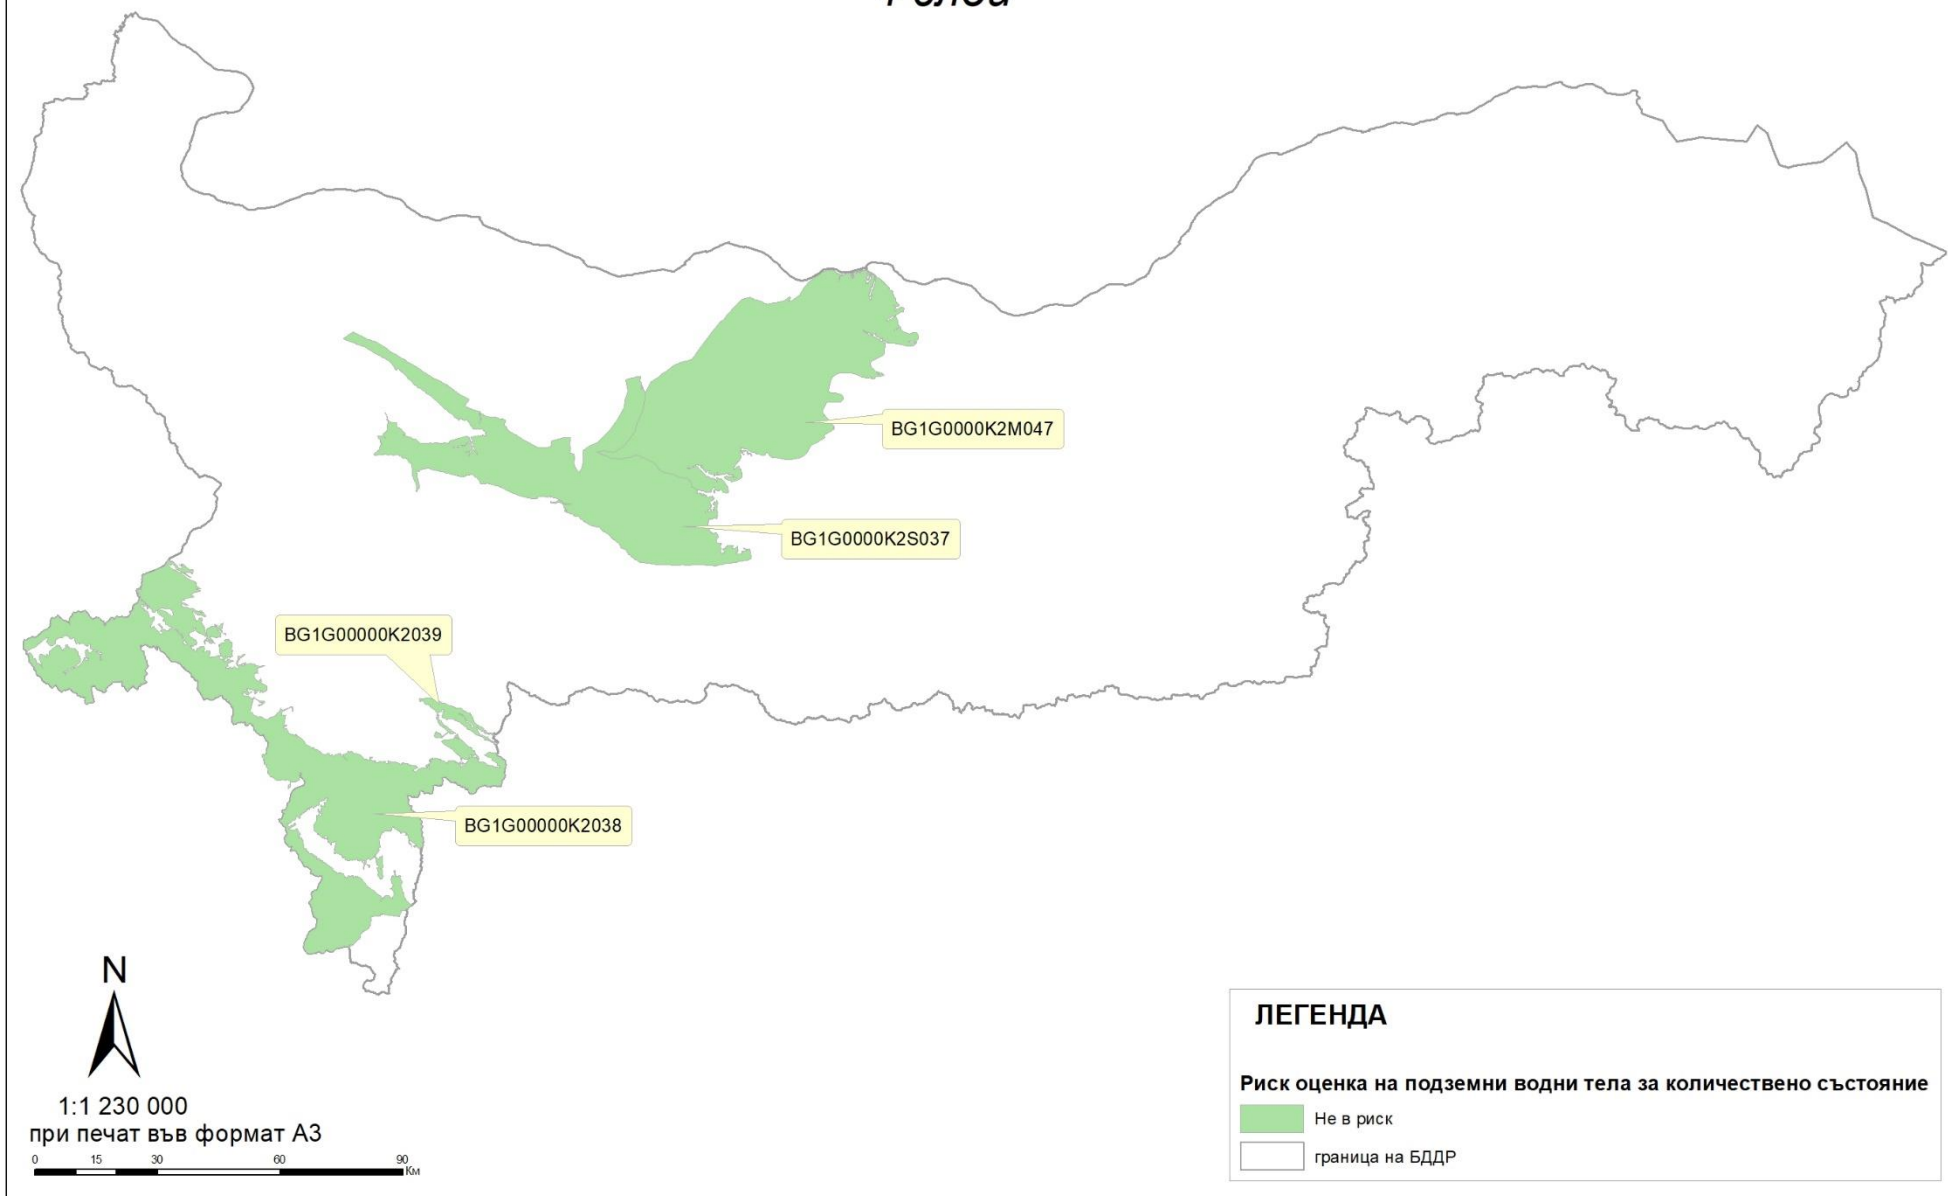 BG1G0000K2M047
BG1G0000K2S037
BG1G00000K2039
BG1G00000K2038
N
1:1 230 000
при печат във формат А3
0 15 30 60 90
Км
ЛЕГЕНДА
Риск оценка на подземни водни тела за количествено състояние
Не в риск
граница на БДДР